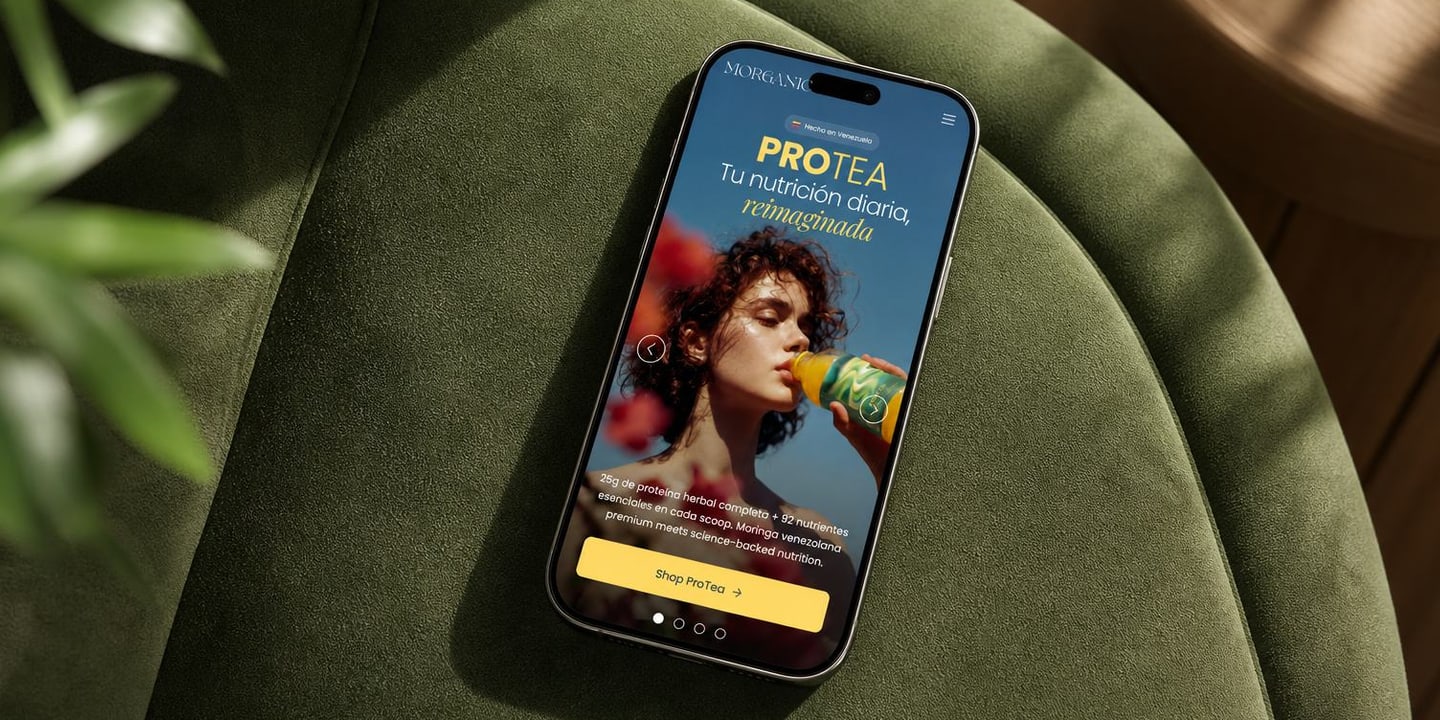 MORGANIC
Hecho en Venezuela
PROTEA
Tu nutrición diaria,
reimaginada
25g de proteína herbal completa + 92 nutrientes
esenciales en cada scoop. Moringa venezolana
premium meets science-backed nutrition.
Shop ProTea →